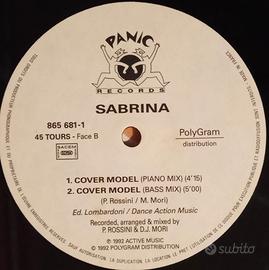 PANIC
RECORDS
SABRINA
865 681-1
45 TOURS - Face B
SACEM
PolyGram
distribution
1. COVER MODEL (PIANO MIX) (4'15)
2. COVER MODEL (BASS MIX) (5'00)
(P. Rossini / M. Mori)
Ed. Lombardoni / Dance Action Music
Recorded, arranged & mixed by
P. ROSSINI & D.J. MORI
℗ 1992 ACTIVE MUSIC
© 1992 POLYGRAM DISTRIBUTION
subito